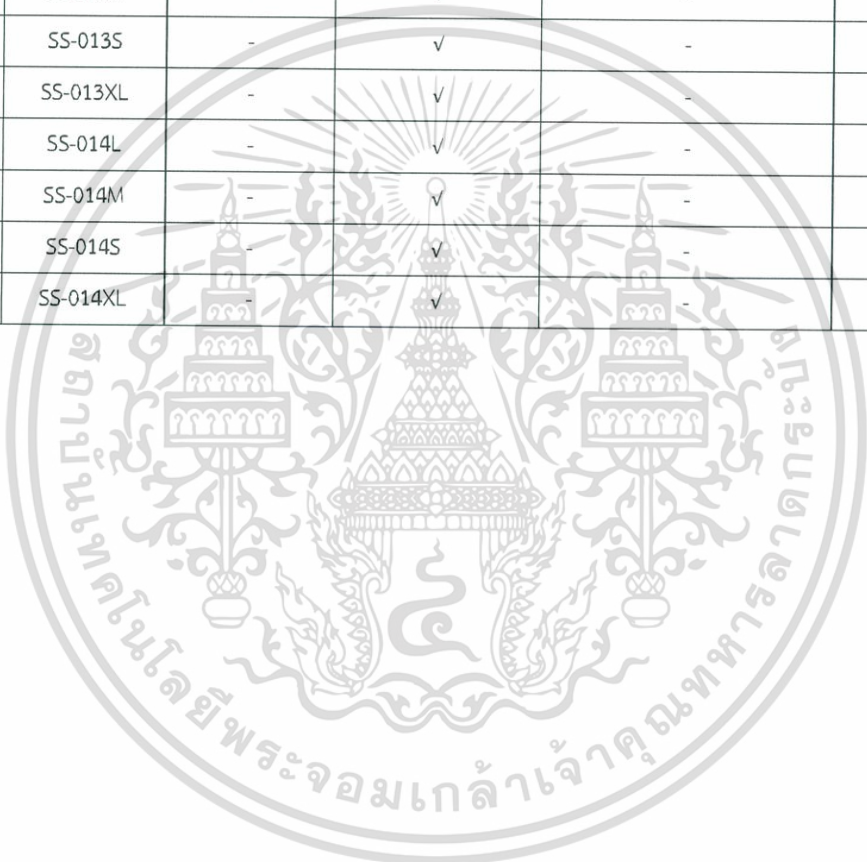 SS-013S - √ -
SS-013XL - √ -
SS-014L - √ -
SS-014M - √ -
SS-014S - √ -
SS-014XL - √ -
สถาบันเทคโนโลยีพระจอมเกล้าเจ้าคุณทหารลาดกระบัง
๔